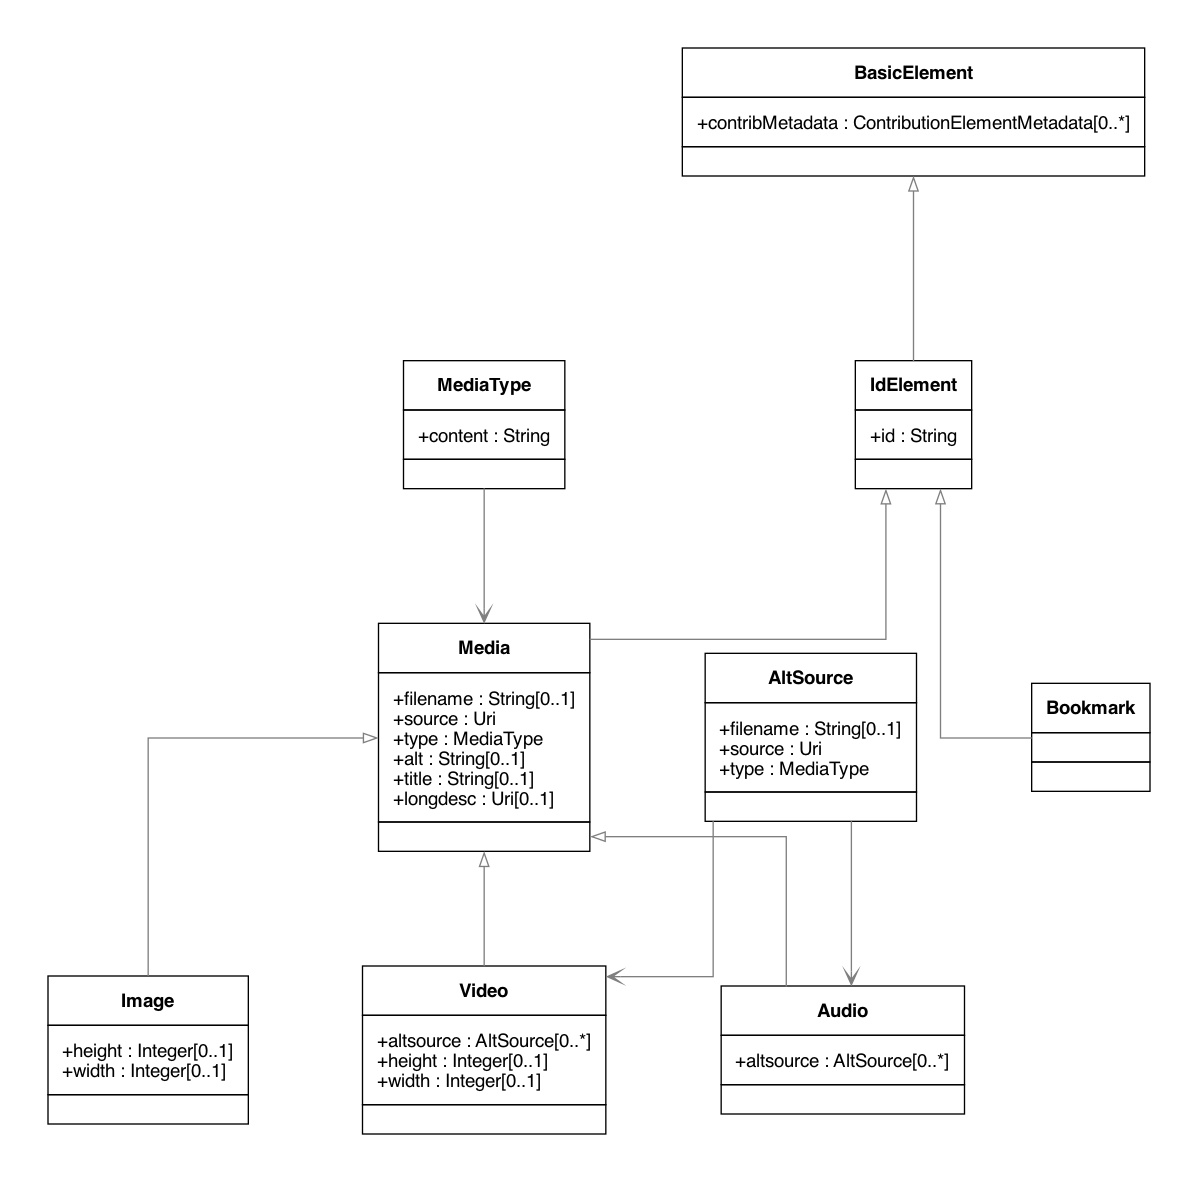 BasicElement
+contribMetadata : ContributionElementMetadata[0..*]
MediaType
+content : String
IdElement
+id : String
Media
+filename : String[0..1]
+source : Uri
+type : MediaType
+alt : String[0..1]
+title : String[0..1]
+longdesc : Uri[0..1]
AltSource
+filename : String[0..1]
+source : Uri
+type : MediaType
Bookmark
Image
+height : Integer[0..1]
+width : Integer[0..1]
Video
+altsource : AltSource[0..*]
+height : Integer[0..1]
+width : Integer[0..1]
Audio
+altsource : AltSource[0..*]